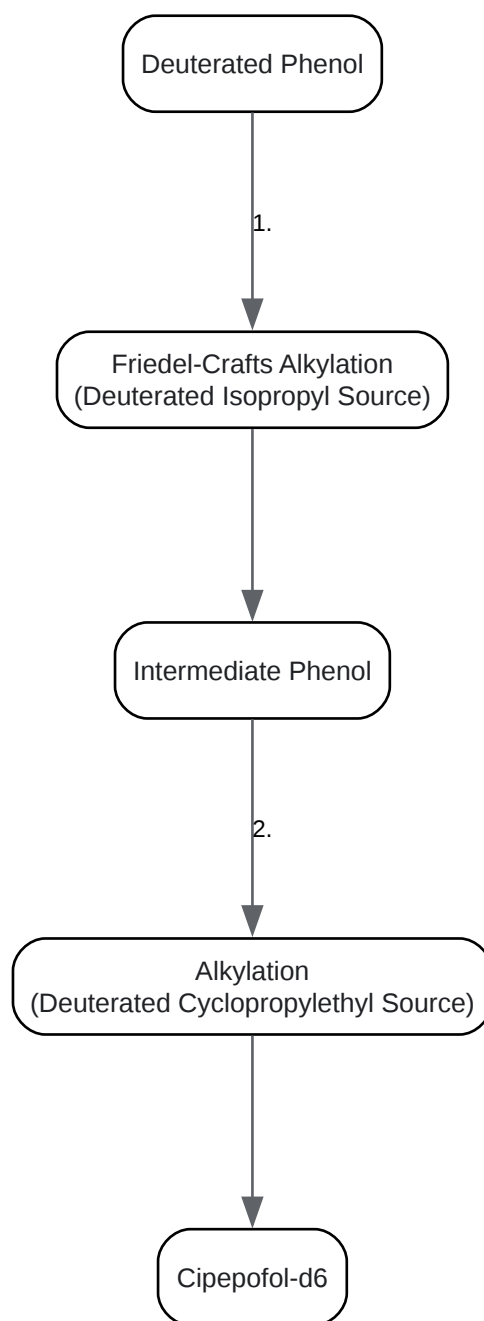 Deuterated Phenol
1.
Friedel-Crafts Alkylation
(Deuterated Isopropyl Source)
Intermediate Phenol
2.
Alkylation
(Deuterated Cyclopropylethyl Source)
Cipepofol-d6